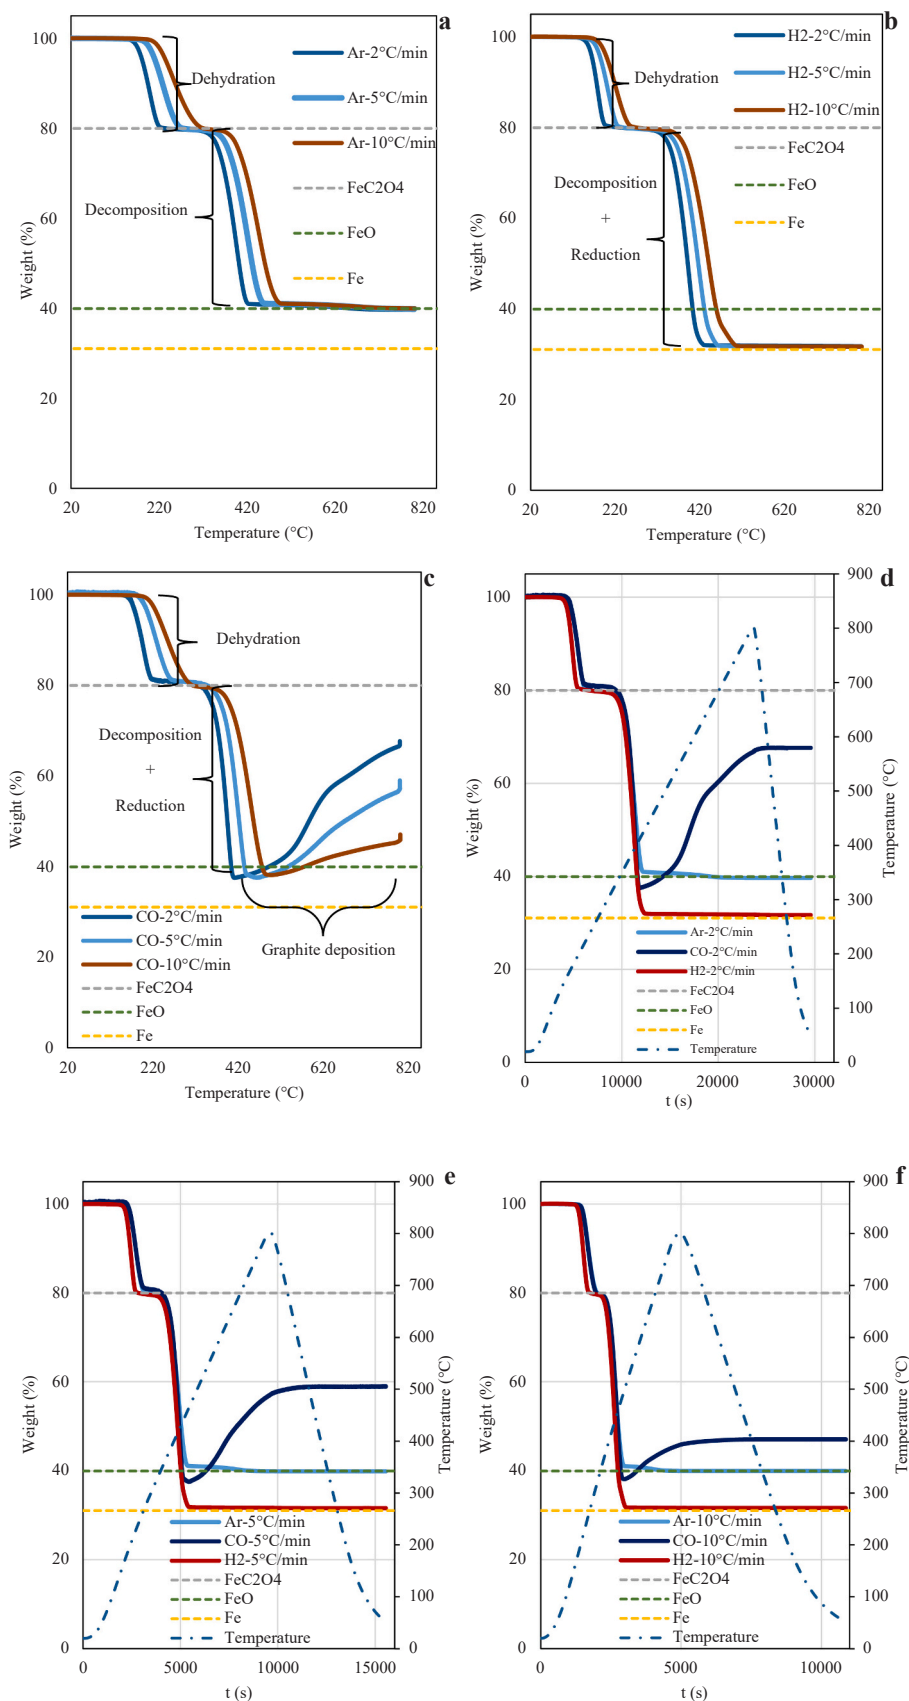 a
100
80
60
40
20
0
Weight (%)
20
220
420
620
820
Temperature (°C)
Dehydration
Decomposition
Ar-2°C/min
Ar-5°C/min
Ar-10°C/min
FeC2O4
FeO
Fe
b
100
80
60
40
20
0
Weight (%)
20
220
420
620
820
Temperature (°C)
Dehydration
Decomposition
+
Reduction
H2-2°C/min
H2-5°C/min
H2-10°C/min
FeC2O4
FeO
Fe
c
100
80
60
40
20
0
Weight (%)
20
220
420
620
820
Temperature (°C)
Dehydration
Decomposition
+
Reduction
Graphite deposition
CO-2°C/min
CO-5°C/min
CO-10°C/min
FeC2O4
FeO
Fe
d
100
80
60
40
20
0
Weight (%)
900
800
700
600
500
400
300
200
100
0
Temperature (°C)
0
10000
20000
30000
t (s)
Ar-2°C/min
CO-2°C/min
H2-2°C/min
FeC2O4
FeO
Fe
Temperature
e
100
80
60
40
20
0
Weight (%)
900
800
700
600
500
400
300
200
100
0
Temperature (°C)
0
5000
10000
15000
t (s)
Ar-5°C/min
CO-5°C/min
H2-5°C/min
FeC2O4
FeO
Fe
Temperature
f
100
80
60
40
20
0
Weight (%)
900
800
700
600
500
400
300
200
100
0
Temperature (°C)
0
5000
10000
t (s)
Ar-10°C/min
CO-10°C/min
H2-10°C/min
FeC2O4
FeO
Fe
Temperature